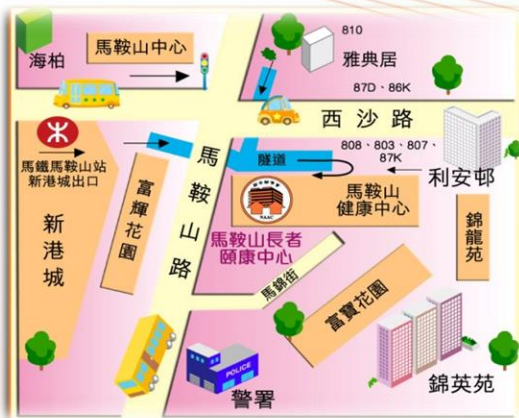 海柏
馬鞍山中心
810
雅典居
87D、86K
西沙路
808、803、807、
87K
利安邨
馬鐵馬鞍山站
新港城出口
新港城
富輝花園
馬鞍山路
隧道
馬鞍山
健康中心
NAAC
馬鞍山長者
頤康中心
馬錦街
富寶花園
錦龍苑
錦英苑
POLICE
警署